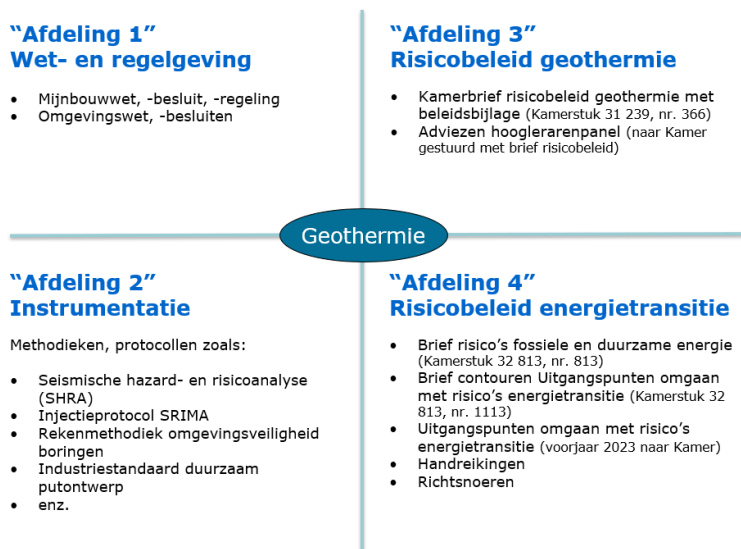 “Afdeling 1”
Wet- en regelgeving
• Mijnbouwwet, -besluit, -regeling
• Omgevingswet, -besluiten
“Afdeling 3”
Risicobeleid geothermie
• Kamerbrief risicobeleid geothermie met
beleidsbijlage (Kamerstuk 31 239, nr. 366)
• Adviezen hooglerarenpanel (naar Kamer
gestuurd met brief risicobeleid)
Geothermie
“Afdeling 2”
Instrumentatie
Methodieken, protocollen zoals:
• Seismische hazard- en risicoanalyse
(SHRA)
• Injectieprotocol SRIMA
• Rekenmethodiek omgevingsveiligheid
boringen
• Industriestandaard duurzaam
putontwerp
• enz.
“Afdeling 4”
Risicobeleid energietransitie
• Brief risico’s fossiele en duurzame energie
(Kamerstuk 32 813, nr. 813)
• Brief contouren Uitgangspunten omgaan
met risico’s energietransitie (Kamerstuk 32
813, nr. 1113)
• Uitgangspunten omgaan met risico’s
energietransitie (voorjaar 2023 naar Kamer)
• Handreikingen
• Richtsnoeren